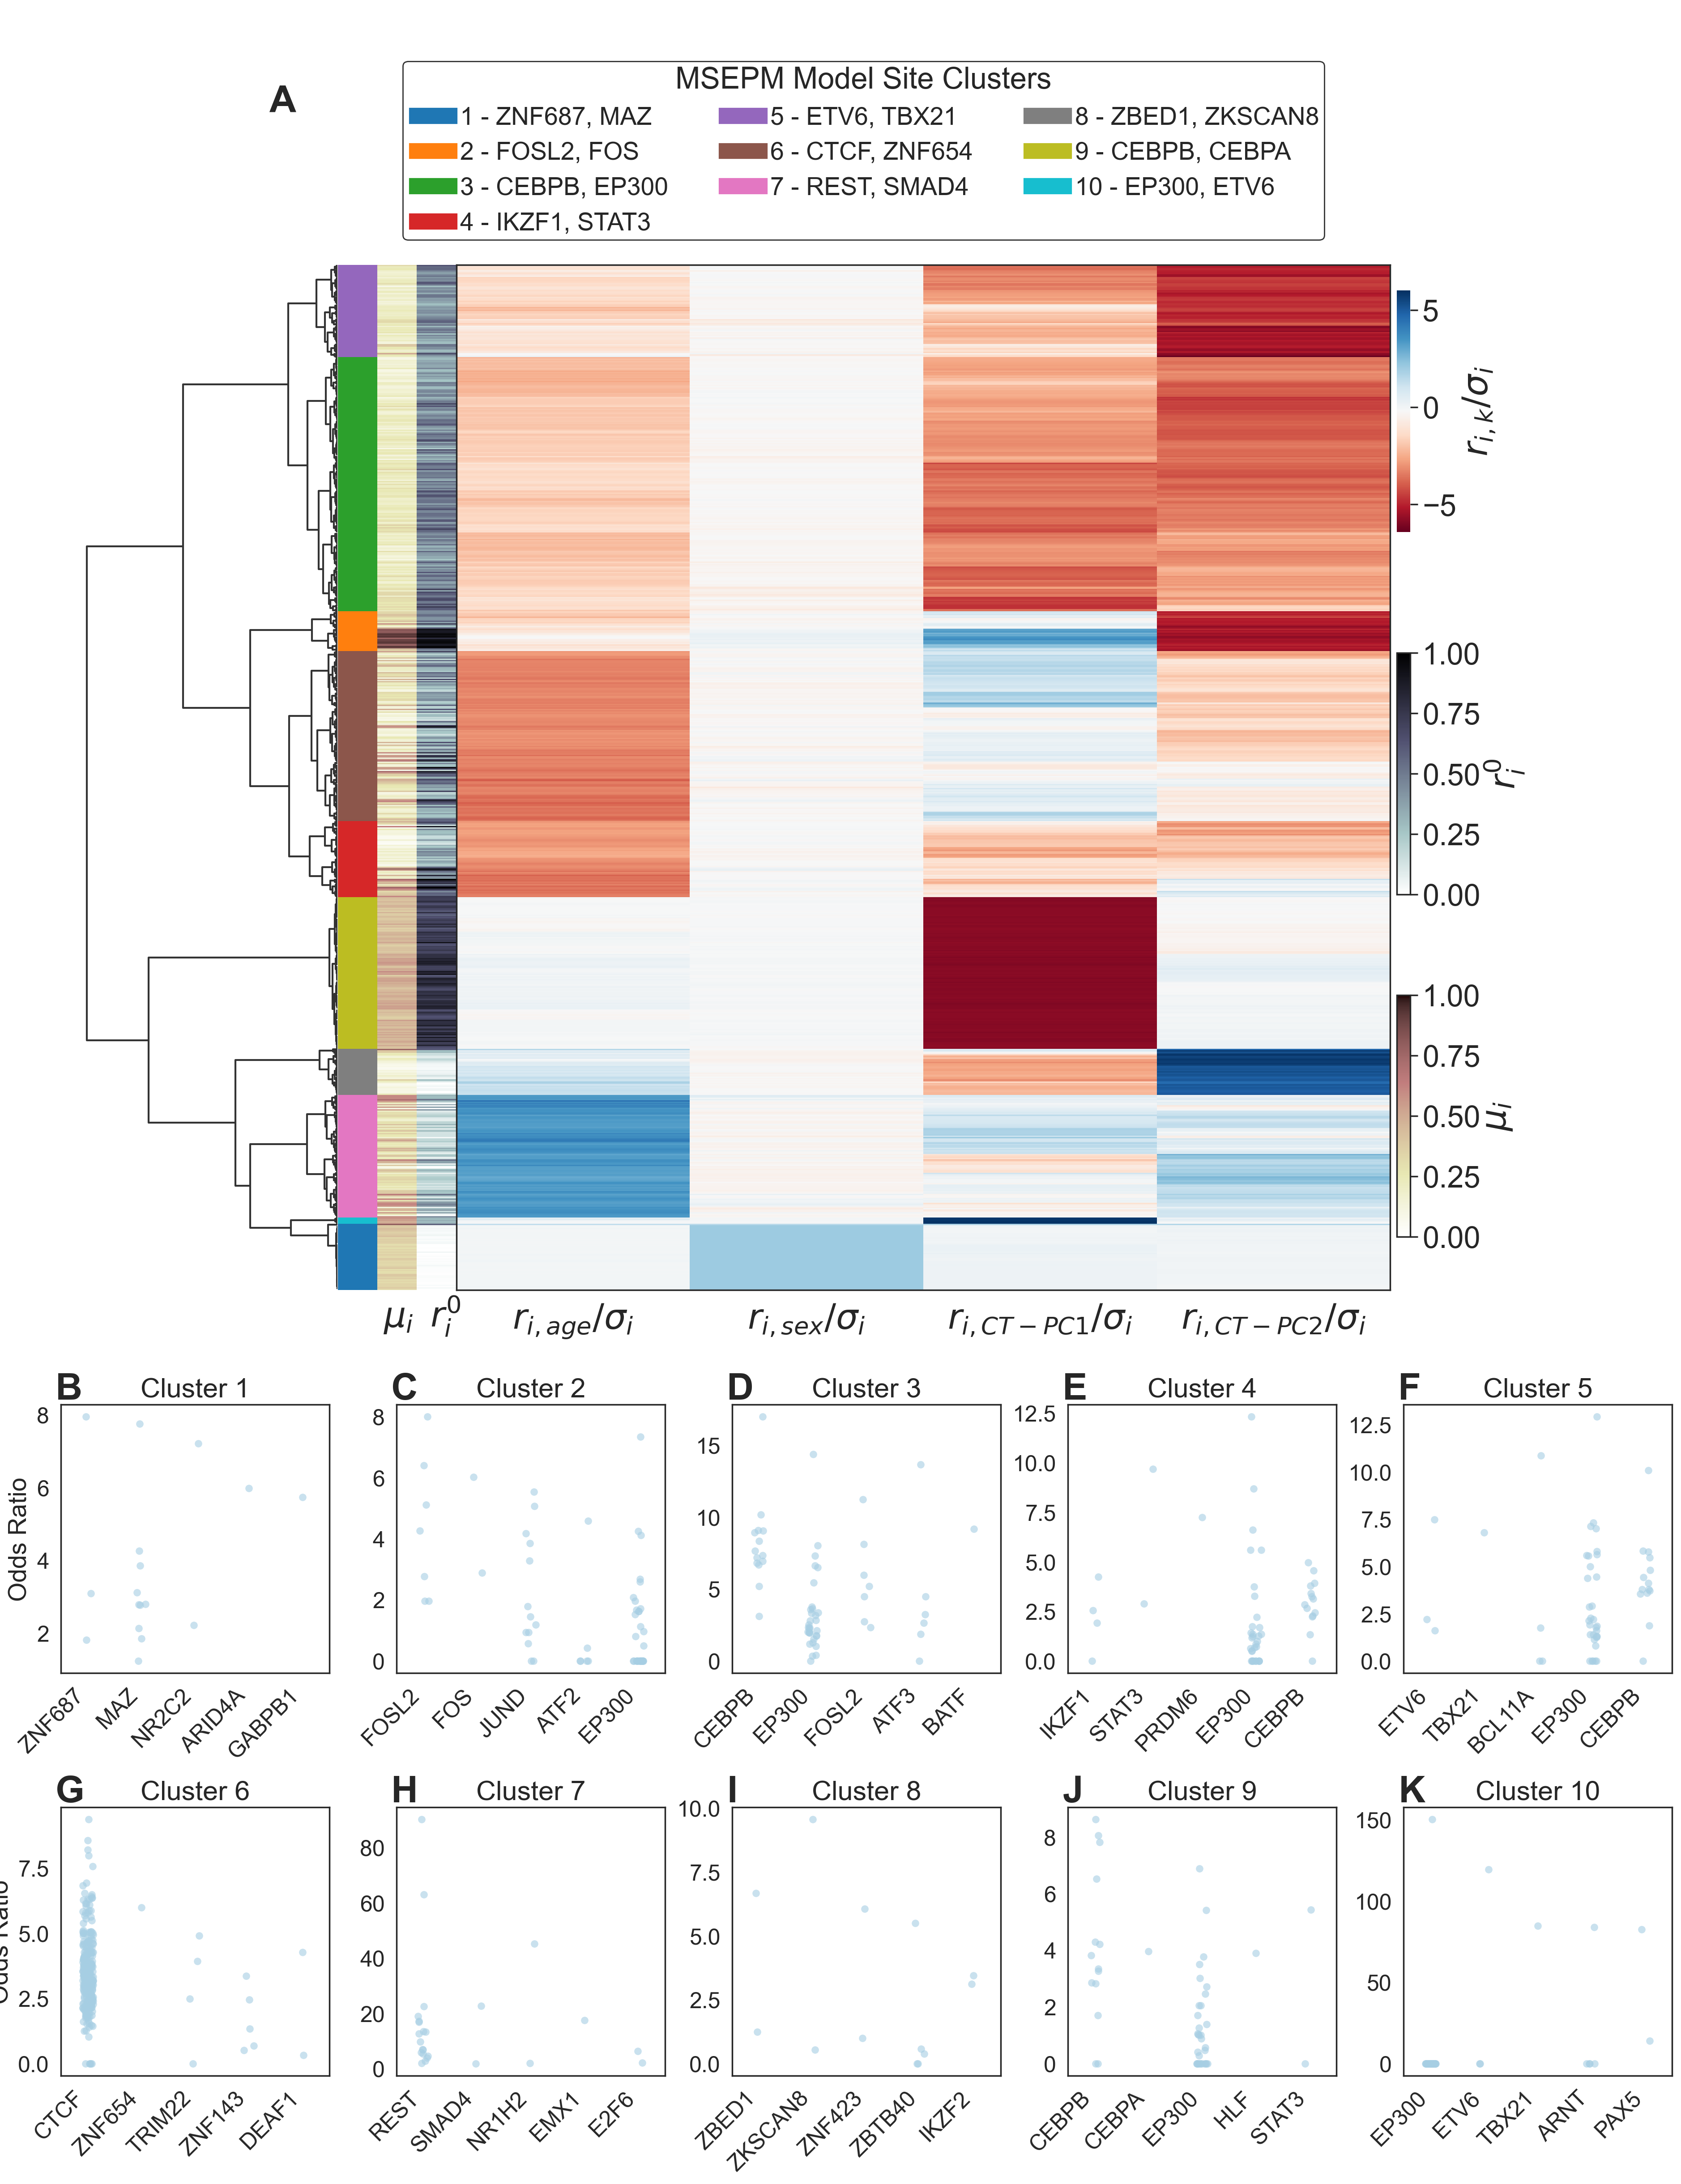 A
MSEPM Model Site Clusters
1 - ZNF687, MAZ
2 - FOSL2, FOS
3 - CEBPB, EP300
4 - IKZF1, STAT3
5 - ETV6, TBX21
6 - CTCF, ZNF654
7 - REST, SMAD4
8 - ZBED1, ZKSCAN8
9 - CEBPB, CEBPA
10 - EP300, ETV6
5
0
−5
r_{i,k}/σ_i
1.00
0.75
0.50
0.25
0.00
r_i^0
1.00
0.75
0.50
0.25
0.00
μ_i
μ_i r_i^0 r_{i,age}/σ_i r_{i,sex}/σ_i r_{i,CT−PC1}/σ_i r_{i,CT−PC2}/σ_i
B
Cluster 1
Odds Ratio
8
6
4
2
ZNF687
MAZ
NR2C2
ARID4A
GABPB1
C
Cluster 2
8
6
4
2
0
FOSL2
FOS
JUND
ATF2
EP300
D
Cluster 3
15
10
5
0
CEBPB
EP300
FOSL2
ATF3
BATF
E
Cluster 4
12.5
10.0
7.5
5.0
2.5
0.0
IKZF1
STAT3
PRDM6
EP300
CEBPB
F
Cluster 5
12.5
10.0
7.5
5.0
2.5
0.0
ETV6
TBX21
BCL11A
EP300
CEBPB
G
Cluster 6
Odds Ratio
7.5
5.0
2.5
0.0
CTCF
ZNF654
TRIM22
ZNF143
DEAF1
H
Cluster 7
80
60
40
20
0
REST
SMAD4
NR1H2
EMX1
E2F6
I
Cluster 8
10.0
7.5
5.0
2.5
0.0
ZBED1
ZKSCAN8
ZNF423
ZBTB40
IKZF2
J
Cluster 9
8
6
4
2
0
CEBPB
CEBPA
EP300
HLF
STAT3
K
Cluster 10
150
100
50
0
EP300
ETV6
TBX21
ARNT
PAX5